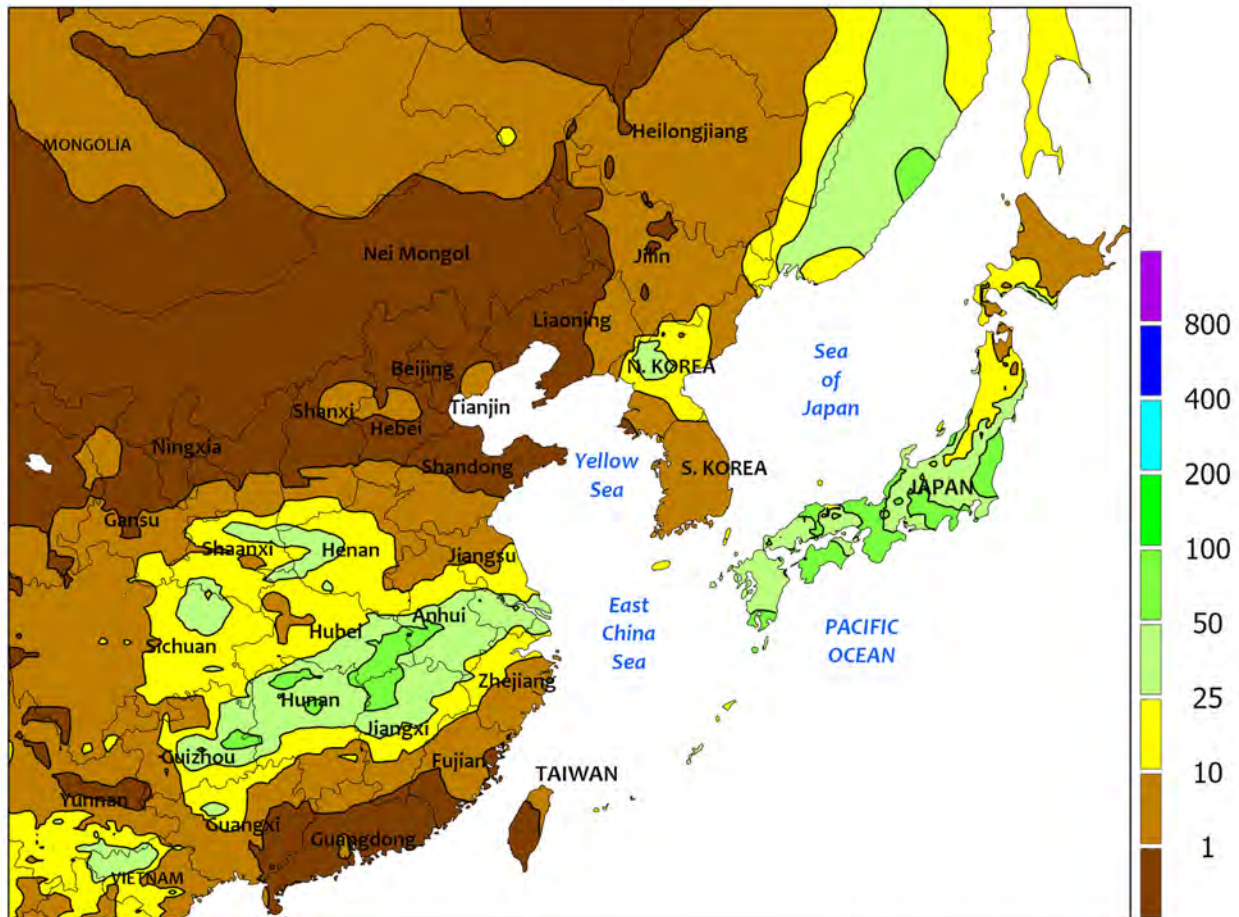 Heilongjiang
MONGOLIA
Nei Mongol
Jilin
Liaoning
Beijing
N. KOREA
Sea
of
Japan
800
400
200
100
50
25
10
1
Shanxi
Tianjin
Hebei
Ningxia
Shandong
Yellow
Sea
S. KOREA
JAPAN
Gansu
Shaanxi
Henan
Jiangsu
Anhui
Hubei
Sichuan
East
China
Sea
PACIFIC
OCEAN
Zhejiang
Hunan
Jiangxi
Guizhou
Fujian
TAIWAN
Yunnan
Guangxi
Guangdong
VIETNAM